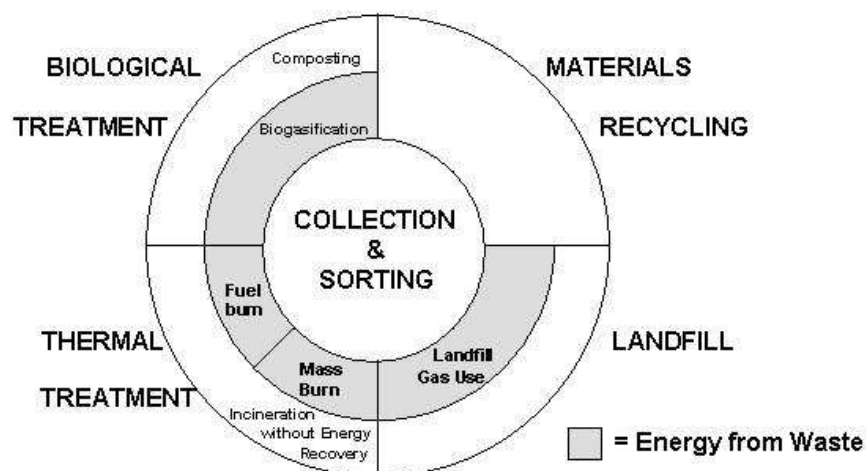 Composting
BIOLOGICAL
TREATMENT
Biogasification
MATERIALS
RECYCLING
COLLECTION
&
SORTING
Fuel
burn
Mass
Burn
THERMAL
TREATMENT
Incineration
without Energy
Recovery
Landfill
Gas Use
LANDFILL
= Energy from Waste